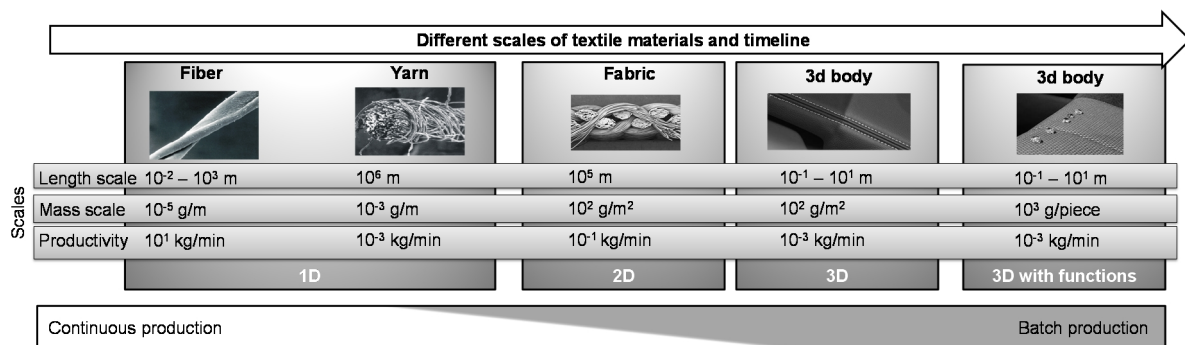 Different scales of textile materials and timeline
Fiber Yarn Fabric 3d body 3d body
Scales
Length scale 10⁻² – 10³ m 10⁶ m 10⁵ m 10⁻¹ – 10¹ m 10⁻¹ – 10¹ m
Mass scale 10⁻⁵ g/m 10⁻³ g/m 10² g/m² 10² g/m² 10³ g/piece
Productivity 10¹ kg/min 10⁻³ kg/min 10⁻¹ kg/min 10⁻³ kg/min 10⁻³ kg/min
1D 2D 3D 3D with functions
Continuous production Batch production